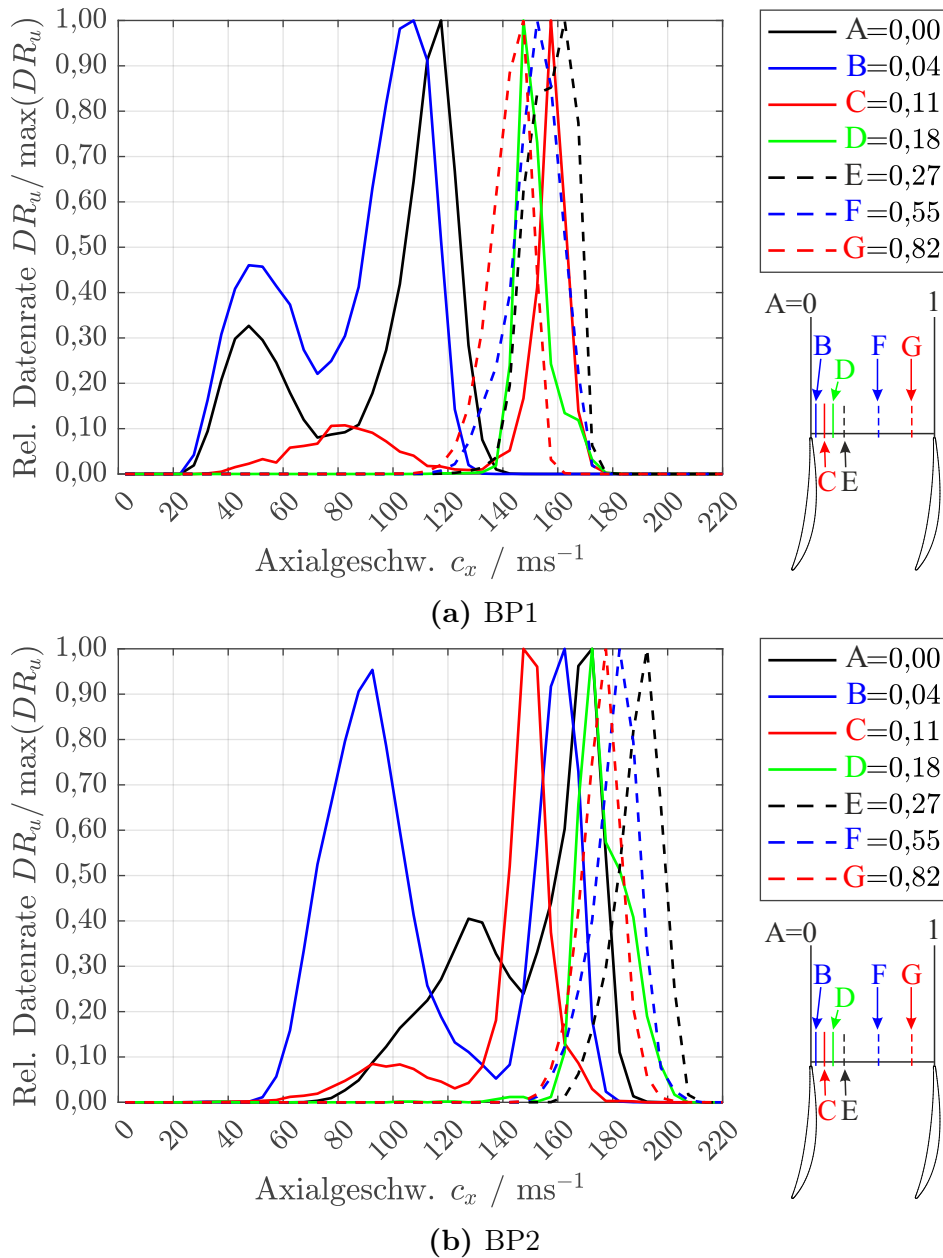 1,00
0,90
0,80
0,70
0,60
0,50
0,40
0,30
0,20
0,10
0,00
Rel. Datenrate DR_u / max(DR_u)
0 20 40 60 80 100 120 140 160 180 200 220
Axialgeschw. c_x / ms⁻¹
A=0,00
B=0,04
C=0,11
D=0,18
E=0,27
F=0,55
G=0,82
A=0 1
B F G
D
C E
(a) BP1
1,00
0,90
0,80
0,70
0,60
0,50
0,40
0,30
0,20
0,10
0,00
Rel. Datenrate DR_u / max(DR_u)
0 20 40 60 80 100 120 140 160 180 200 220
Axialgeschw. c_x / ms⁻¹
A=0,00
B=0,04
C=0,11
D=0,18
E=0,27
F=0,55
G=0,82
A=0 1
B F G
D
C E
(b) BP2